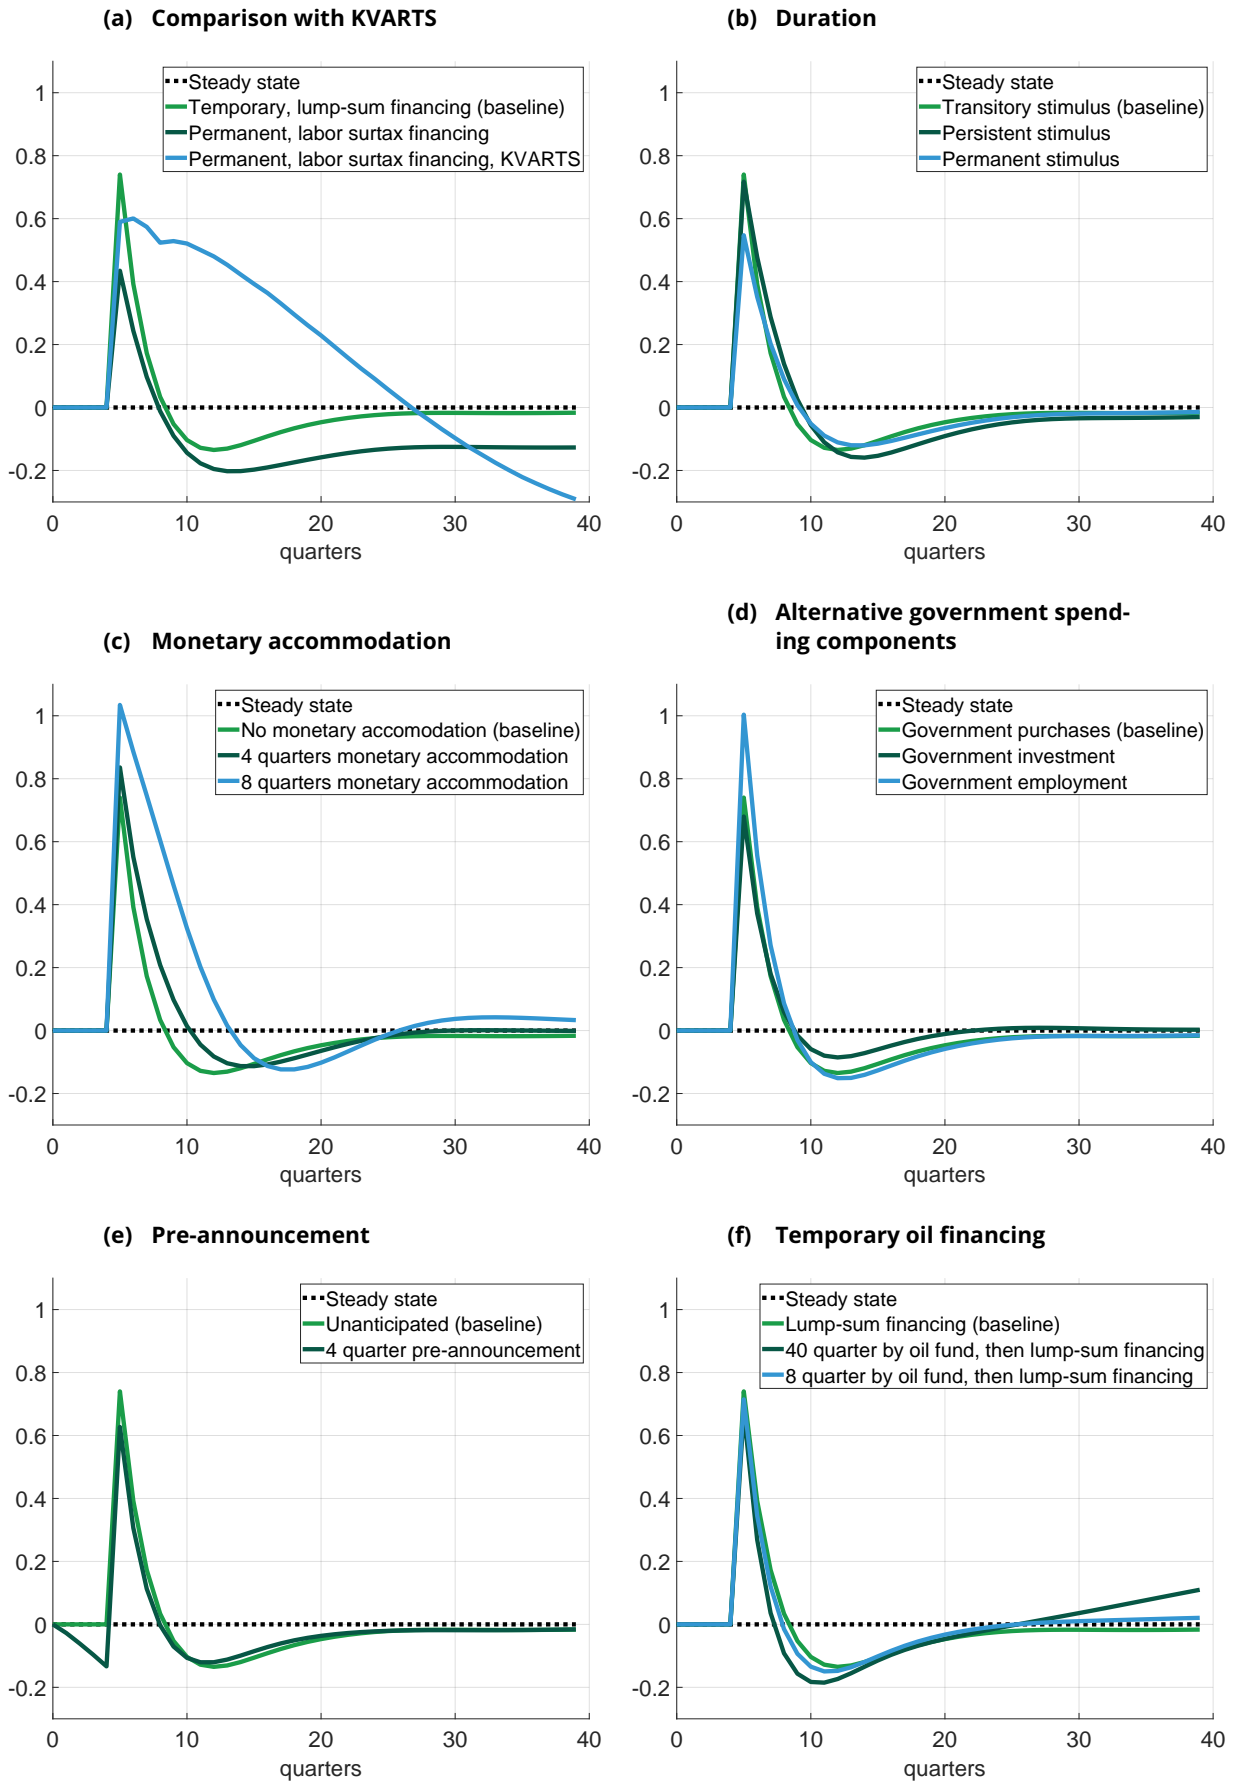 (a) Comparison with KVARTS
Steady state
Temporary, lump-sum financing (baseline)
Permanent, labor surtax financing
Permanent, labor surtax financing, KVARTS
1
0.8
0.6
0.4
0.2
0
-0.2
0 10 20 30 40
quarters
(b) Duration
Steady state
Transitory stimulus (baseline)
Persistent stimulus
Permanent stimulus
1
0.8
0.6
0.4
0.2
0
-0.2
0 10 20 30 40
quarters
(c) Monetary accommodation
Steady state
No monetary accomodation (baseline)
4 quarters monetary accommodation
8 quarters monetary accommodation
1
0.8
0.6
0.4
0.2
0
-0.2
0 10 20 30 40
quarters
(d) Alternative government spend-
ing components
Steady state
Government purchases (baseline)
Government investment
Government employment
1
0.8
0.6
0.4
0.2
0
-0.2
0 10 20 30 40
quarters
(e) Pre-announcement
Steady state
Unanticipated (baseline)
4 quarter pre-announcement
1
0.8
0.6
0.4
0.2
0
-0.2
0 10 20 30 40
quarters
(f) Temporary oil financing
Steady state
Lump-sum financing (baseline)
40 quarter by oil fund, then lump-sum financing
8 quarter by oil fund, then lump-sum financing
1
0.8
0.6
0.4
0.2
0
-0.2
0 10 20 30 40
quarters